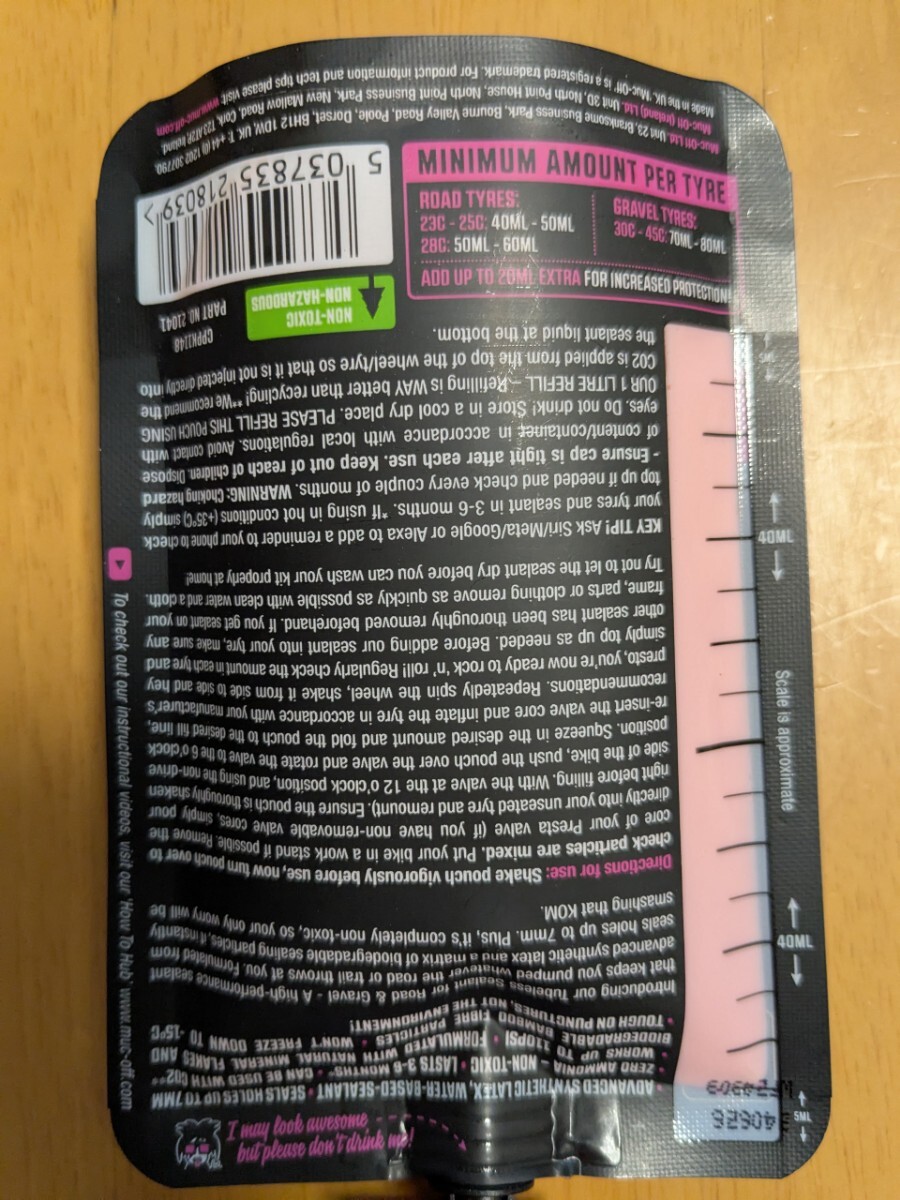 I may look awesome
but please don't drink me!
• ADVANCED SYNTHETIC LATEX, WATER-BASED-SEALANT • SEALS HOLES UP TO 7MM
• ZERO AMMONIA – NON-TOXIC • LASTS 3-6 MONTHS* • CAN BE USED WITH CO2**
• WORKS UP TO 110PSI • FORMULATED WITH NATURAL MINERAL FLAKES AND
BIODEGRADABLE BAMBOO FIBRE PARTICLES • WON'T FREEZE DOWN TO -15°C
• TOUGH ON PUNCTURES, NOT THE ENVIRONMENT!
Introducing our Tubeless Sealant for Road & Gravel – A high-performance sealant
that keeps you pumped whatever the road or trail throws at you. Formulated from
advanced synthetic latex and a matrix of biodegradable sealing particles, it instantly
seals holes up to 7mm. Plus, it's completely non-toxic, so your only worry will be
smashing that KOM.
Directions for use: Shake pouch vigorously before use, now turn pouch over to
check particles are mixed. Put your bike in a work stand if possible. Remove the
core of your Presta valve (if you have non-removable valve cores, simply pour
directly into your unseated tyre and remount). Ensure the pouch is thoroughly shaken
right before filling. With the valve at the 12 o'clock position, and using the non-drive
side of the bike, push the pouch over the valve and rotate the valve to the 6 o'clock
position. Squeeze in the desired amount and fold the pouch to the desired fill line,
re-insert the valve core and inflate the tyre in accordance with your manufacturer's
recommendations. Repeatedly spin the wheel, shake it from side to side and hey
presto, you're now ready to rock 'n' roll! Regularly check the amount in each tyre and
simply top up as needed. Before adding our sealant into your tyre, make sure any
other sealant has been thoroughly removed beforehand. If you get sealant on your
frame, parts or clothing remove as quickly as possible with clean water and a cloth.
Try not to let the sealant dry before you can wash your kit properly at home!
KEY TIP! Ask Siri/Meta/Google or Alexa to add a reminder to your phone to check
your tyres and sealant in 3-6 months. *If using in hot conditions (+35°C) simply
top up if needed and check every couple of months. WARNING: Choking hazard
- Ensure cap is tight after each use. Keep out of reach of children. Dispose
of content/container in accordance with local regulations. Avoid contact with
eyes. Do not drink! Store in a cool dry place. PLEASE REFILL THIS POUCH USING
OUR 1 LITRE REFILL – Refilling is WAY better than recycling! **We recommend the
CO2 is applied from the top of the wheel/tyre so that it is not injected directly into
the sealant liquid at the bottom.
MINIMUM AMOUNT PER TYRE
ROAD TYRES:
23C - 25C: 40ML - 50ML
28C: 50ML - 60ML
GRAVEL TYRES:
30C - 45C: 70ML - 80ML
ADD UP TO 20ML EXTRA FOR INCREASED PROTECTION
NON-TOXIC
NON-HAZARDOUS
CPPK1148
PART NO 21041
5 037835 218039 >
Muc-Off Ltd. Unit 23, Branksome Business Park, Bourne Valley Road, Poole, Dorset, BH12 1DW, UK. T: +44 (0) 1202 307790.
Muc-Off (Ireland) Ltd. Unit 30, North Point House, North Point Business Park, New Mallow Road, Cork, T23 AT2P, Ireland
Made in the UK. 'Muc-Off' is a registered trademark. For product information and tech tips please visit www.muc-off.com
To check out our instructional videos, visit our 'How To Hub'. www.muc-off.com
5ML
40ML
Scale is approximate
40ML
40626